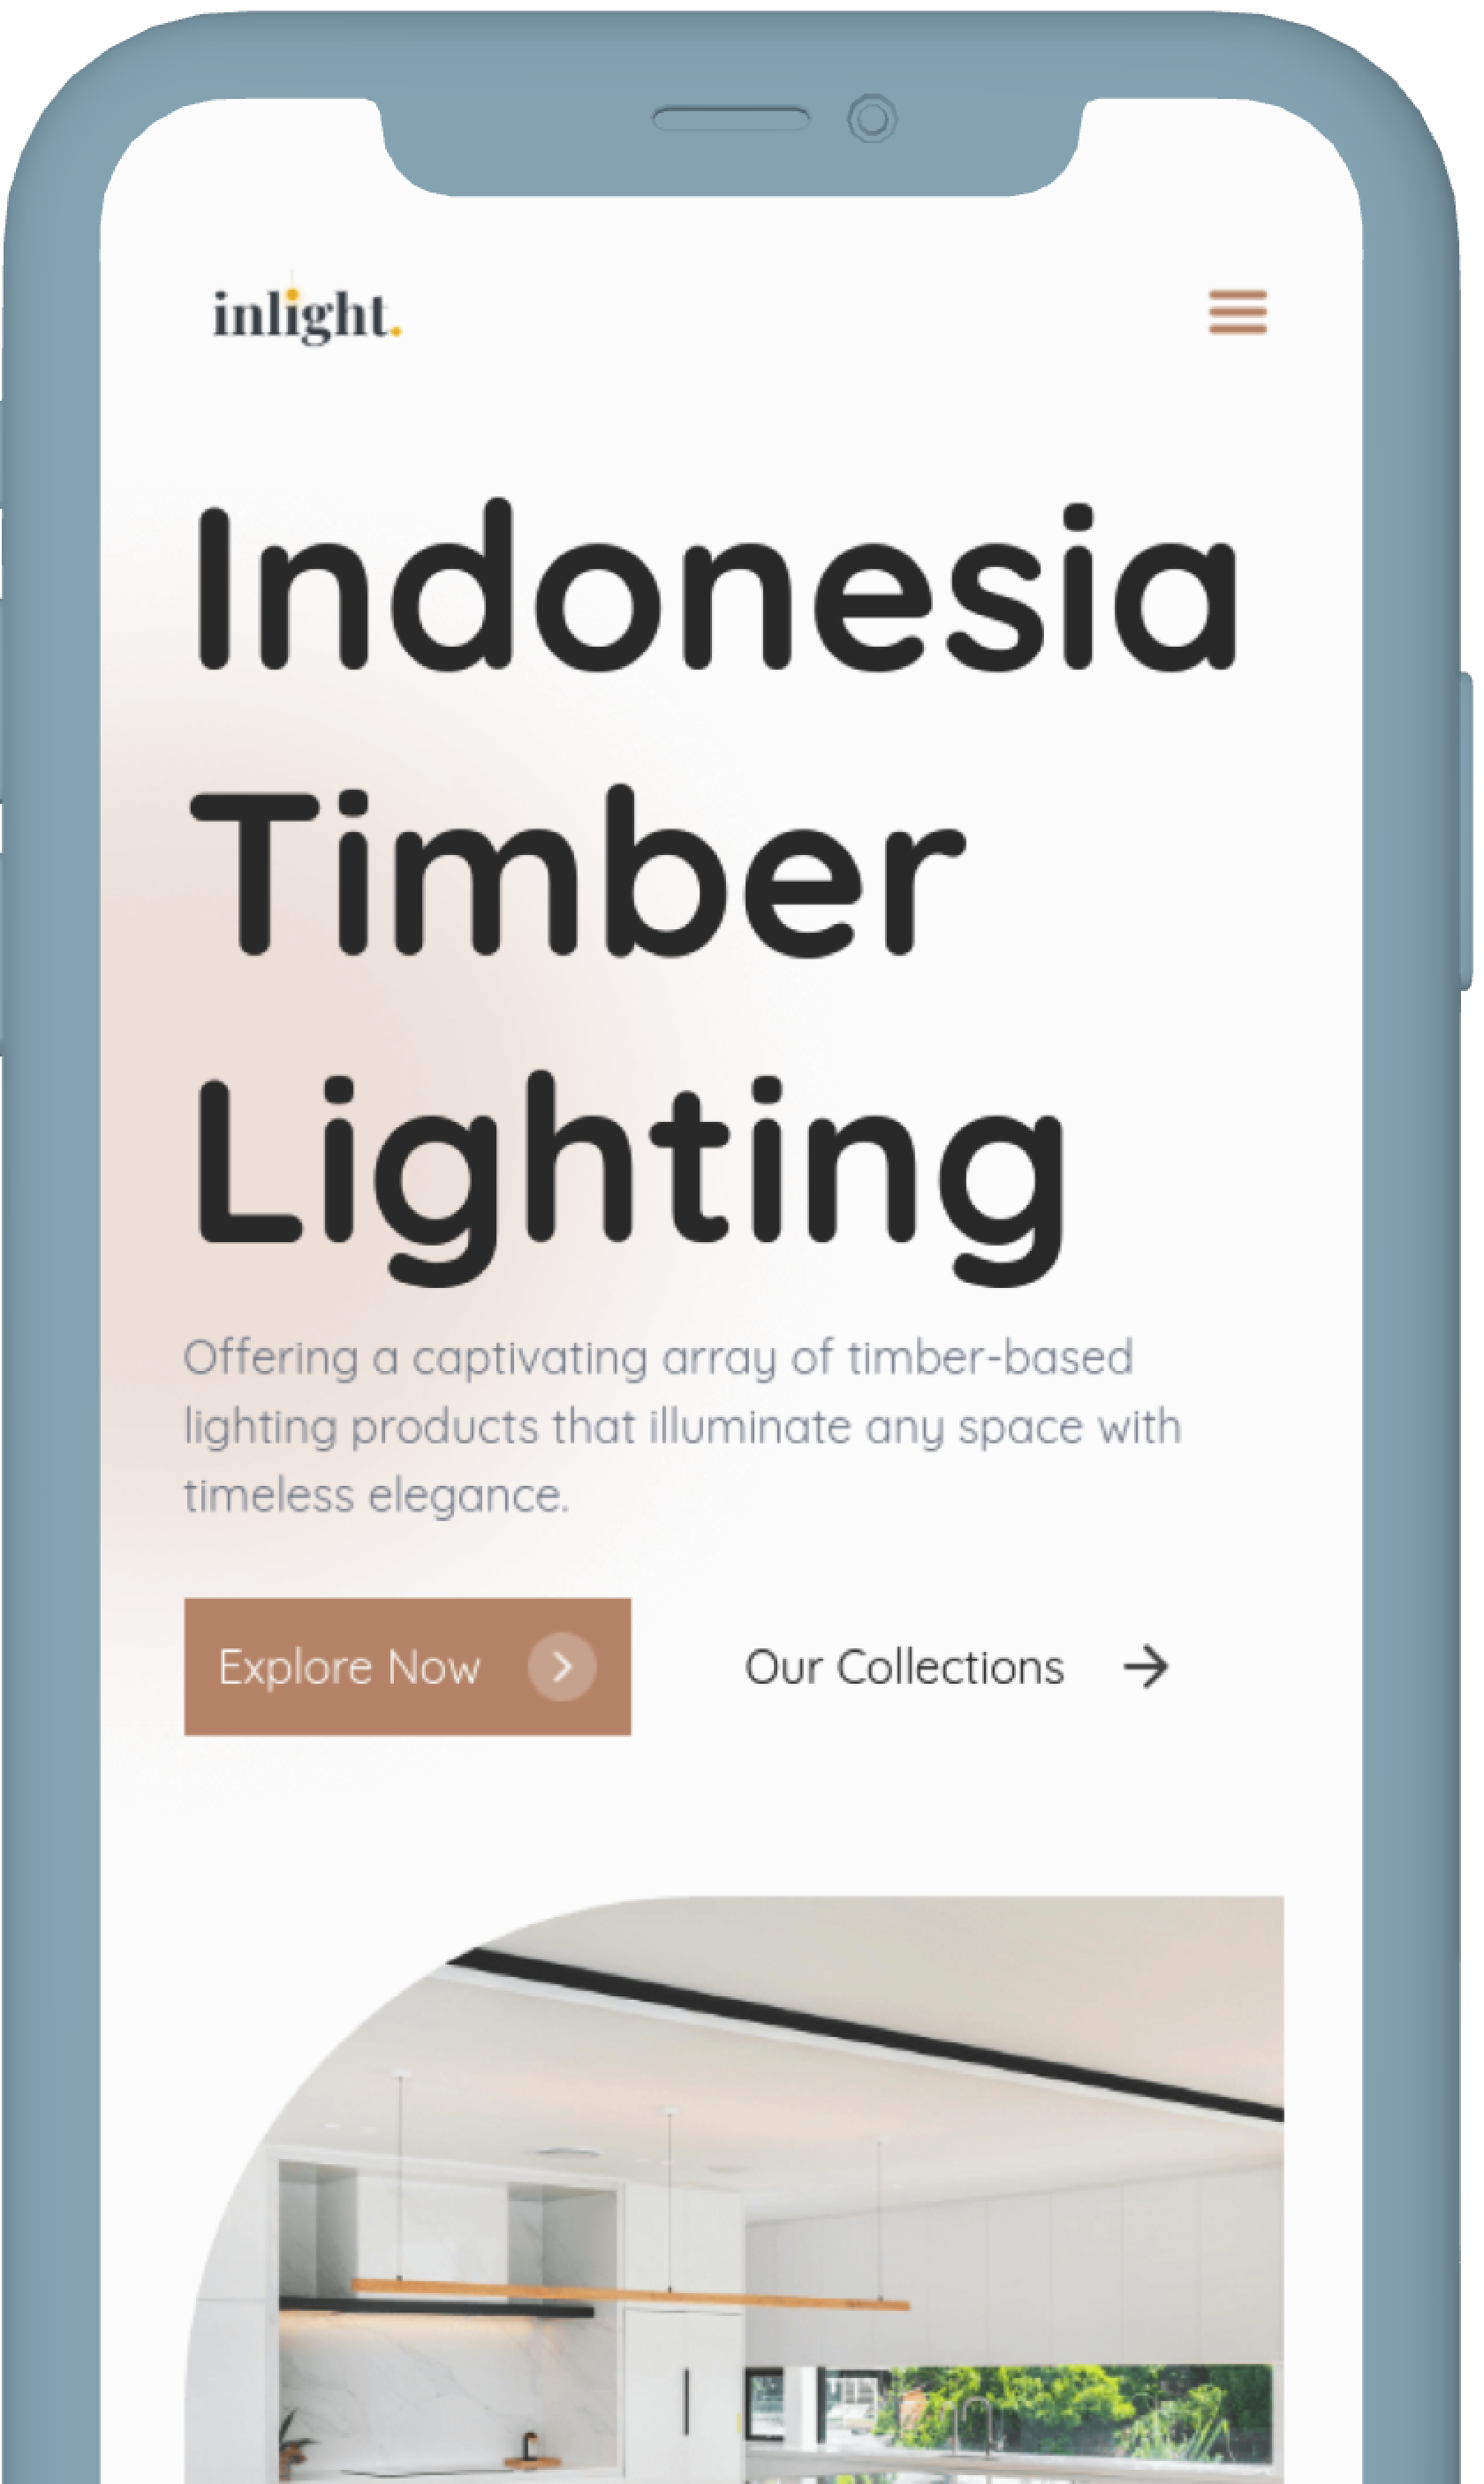 inlight.
Indonesia
Timber
Lighting
Offering a captivating array of timber-based
lighting products that illuminate any space with
timeless elegance.
Explore Now
Our Collections